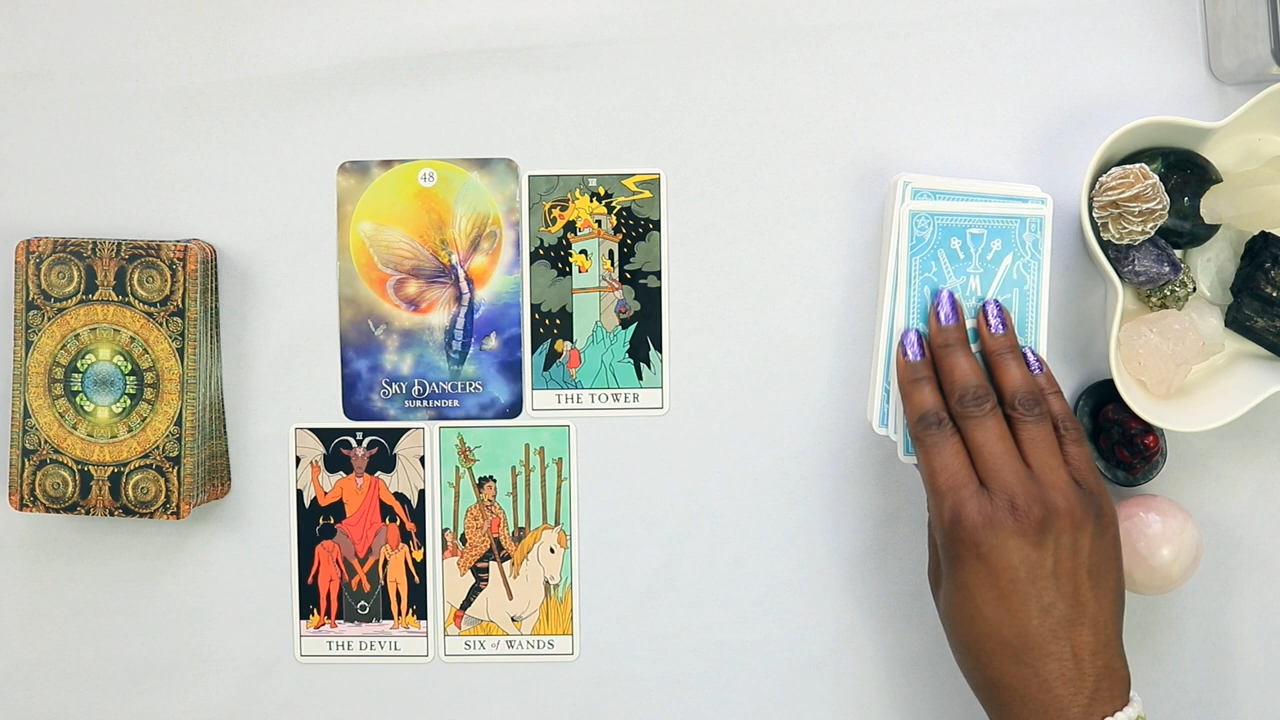 48
SKY DANCERS
SURRENDER
THE TOWER
THE DEVIL
SIX of WANDS
M